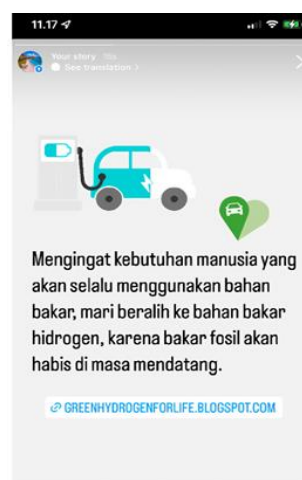 11.17
Your story 19s
See translation >
Mengingat kebutuhan manusia yang
akan selalu menggunakan bahan
bakar, mari beralih ke bahan bakar
hidrogen, karena bakar fosil akan
habis di masa mendatang.
GREENHYDROGENFORLIFE.BLOGSPOT.COM